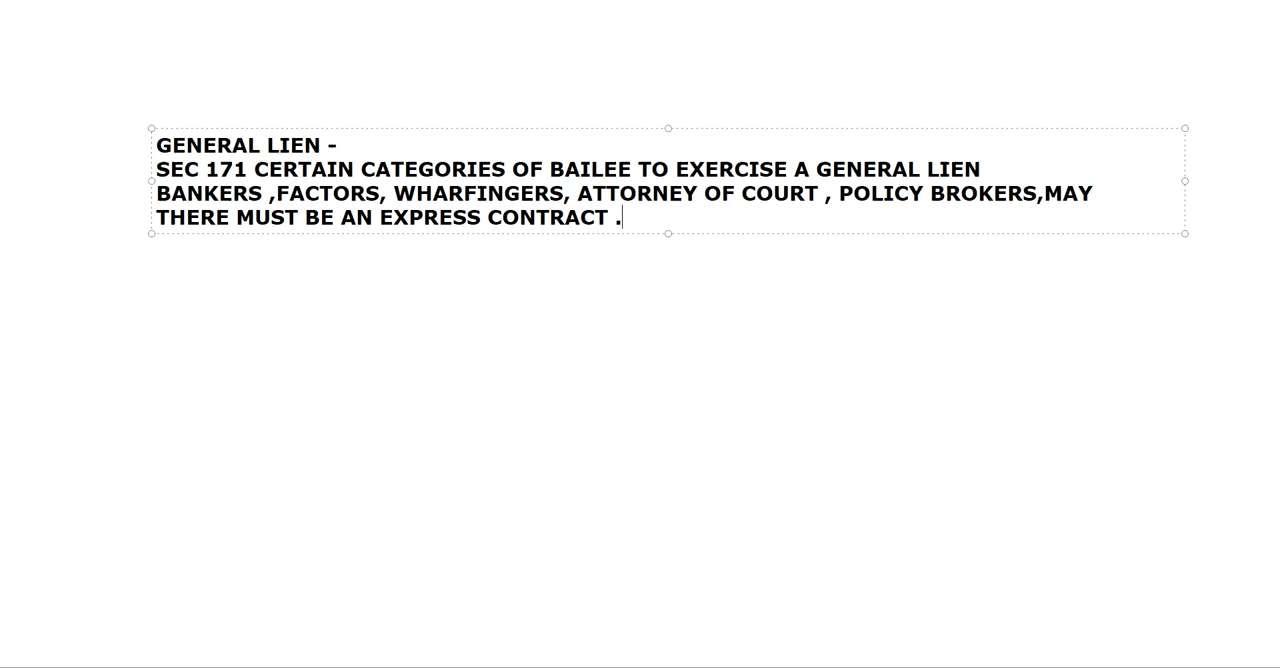 GENERAL LIEN –
SEC 171 CERTAIN CATEGORIES OF BAILEE TO EXERCISE A GENERAL LIEN
BANKERS ,FACTORS, WHARFINGERS, ATTORNEY OF COURT , POLICY BROKERS,MAY
THERE MUST BE AN EXPRESS CONTRACT .